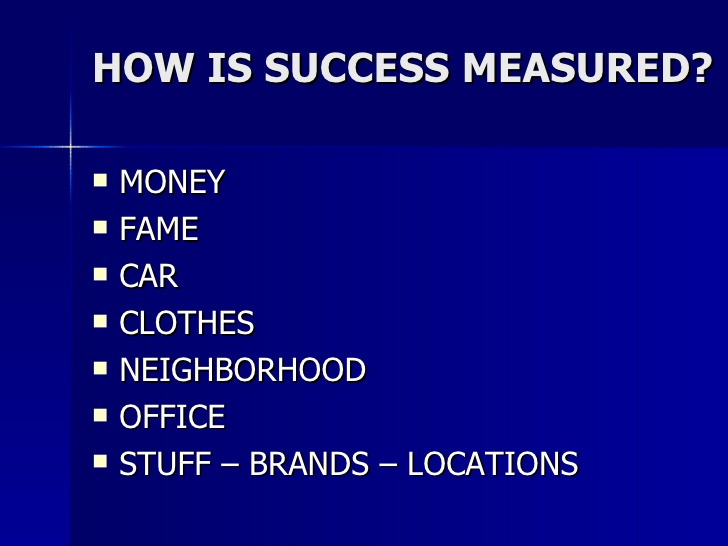 HOW IS SUCCESS MEASURED?
MONEY
FAME
CAR
CLOTHES
NEIGHBORHOOD
OFFICE
STUFF – BRANDS – LOCATIONS